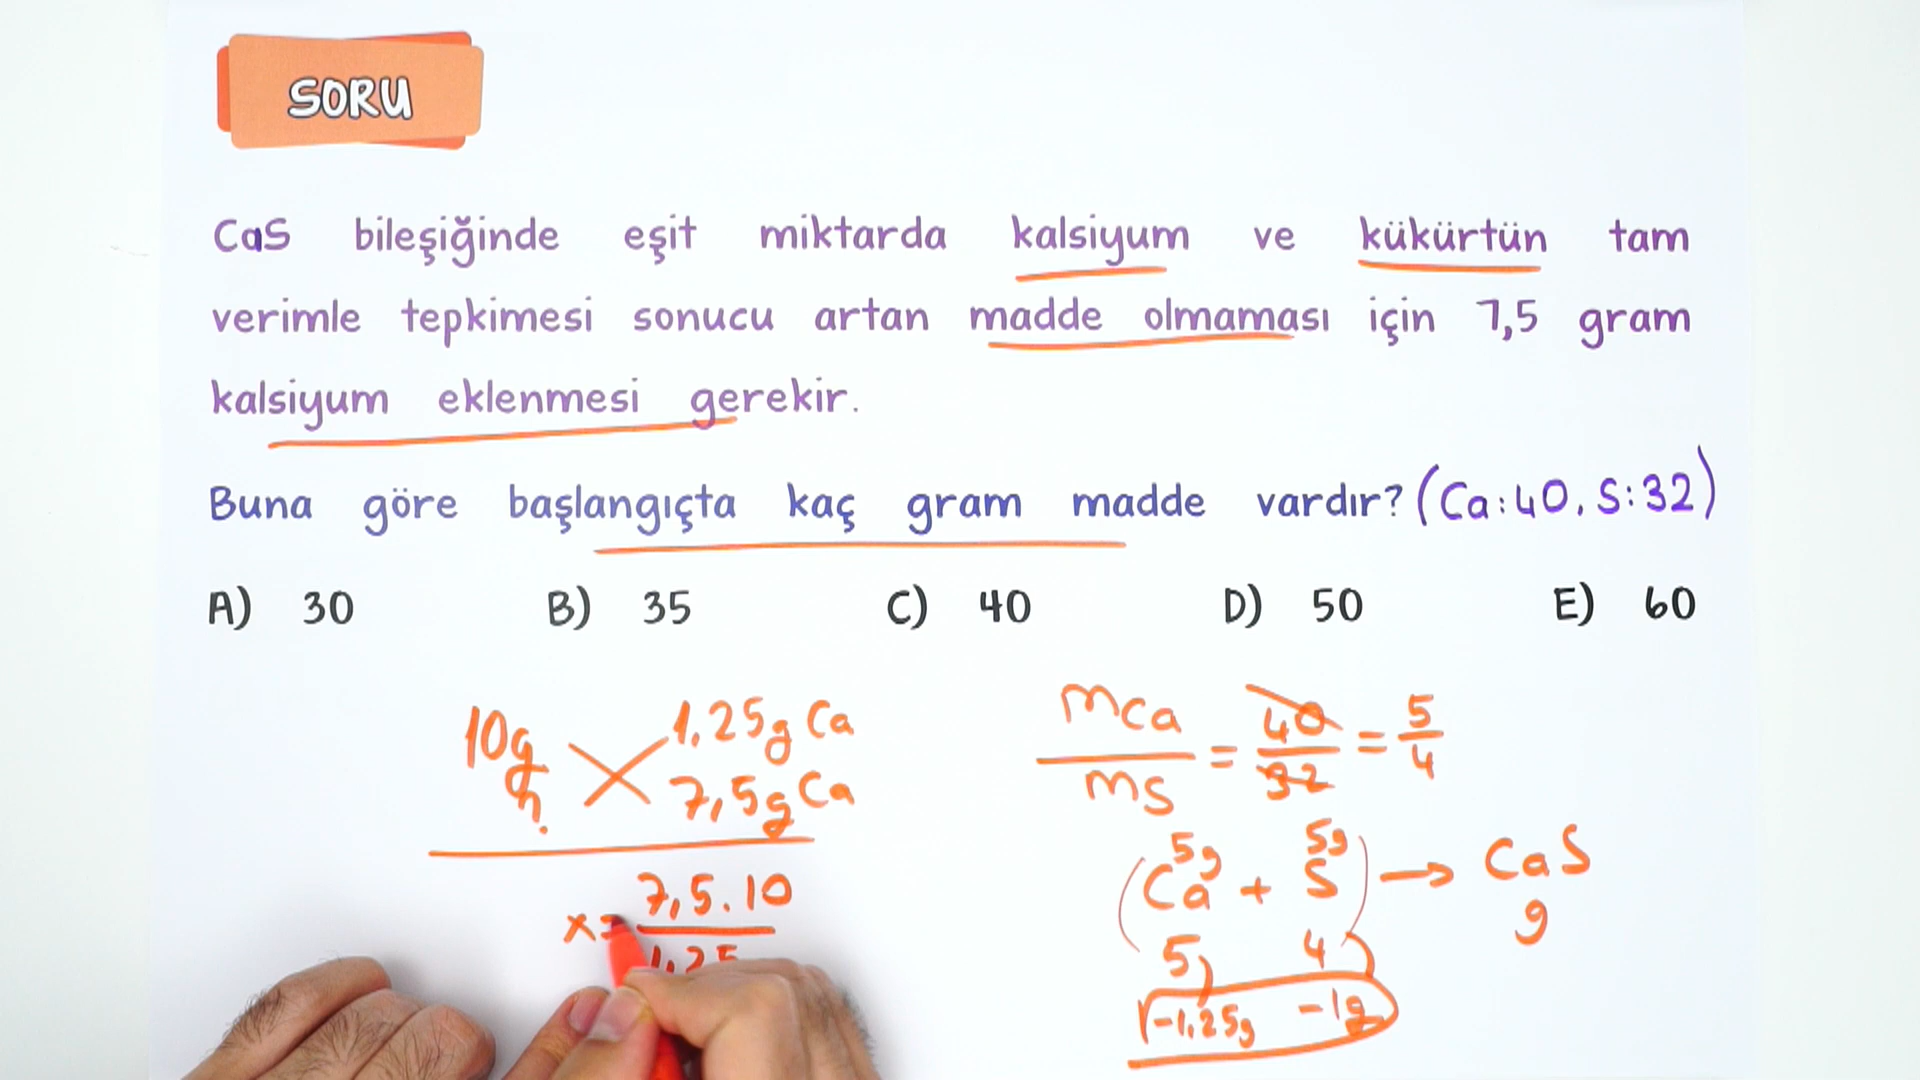 SORU
CaS bileşiğinde eşit miktarda kalsiyum ve kükürtün tam
verimle tepkimesi sonucu artan madde olmaması için 7,5 gram
kalsiyum eklenmesi gerekir.
Buna göre başlangıçta kaç gram madde vardır? (Ca:40, S:32)
A) 30 B) 35 C) 40 D) 50 E) 60
10g 1,25g Ca
? 7,5g Ca
x = 7,5.10 / 1,25
mCa / mS = 40 / 32 = 5 / 4
5g 5g
(Ca + S) → CaS
5 4 9
-1,25g -1g